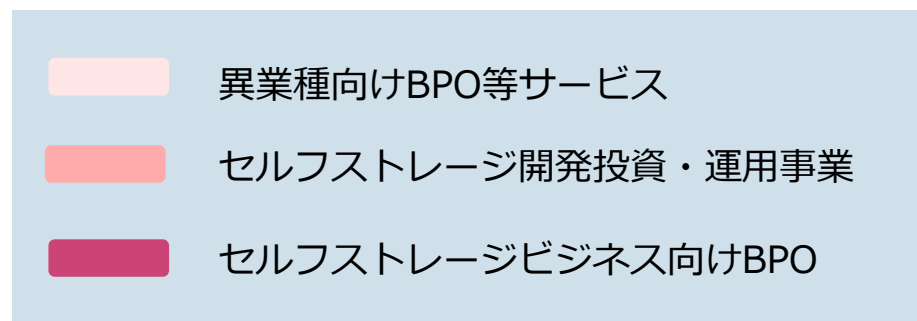 異業種向けBPO等サービス
セルフストレージ開発投資・運用事業
セルフストレージビジネス向けBPO